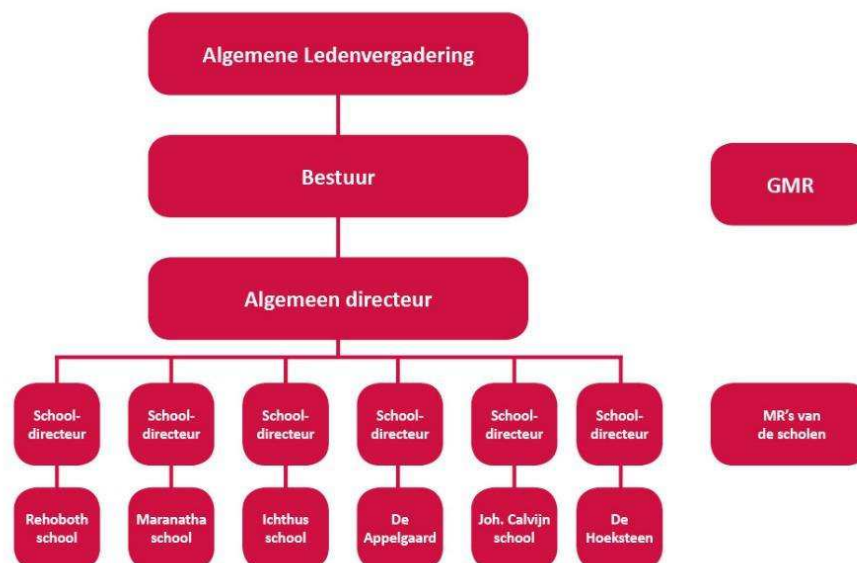 Algemene Ledenvergadering
Bestuur
GMR
Algemeen directeur
School-
directeur
School-
directeur
School-
directeur
School-
directeur
School-
directeur
School-
directeur
MR's van
de scholen
Rehoboth
school
Maranatha
school
Ichthus
school
De
Appelgaard
Joh. Calvijn
school
De
Hoeksteen